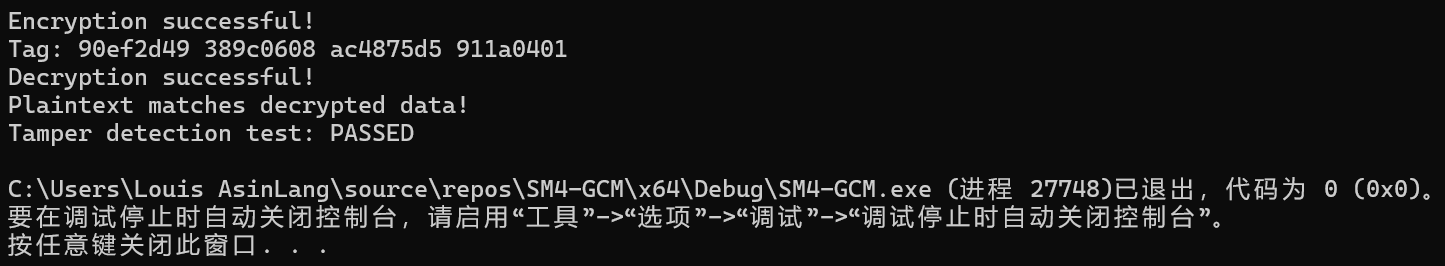 Encryption successful!
Tag: 90ef2d49 389c0608 ac4875d5 911a0401
Decryption successful!
Plaintext matches decrypted data!
Tamper detection test: PASSED
C:\Users\Louis AsinLang\source\repos\SM4-GCM\x64\Debug\SM4-GCM.exe (进程 27748)已退出，代码为 0 (0x0)。
要在调试停止时自动关闭控制台，请启用“工具”->“选项”->“调试”->“调试停止时自动关闭控制台”。
按任意键关闭此窗口. . .